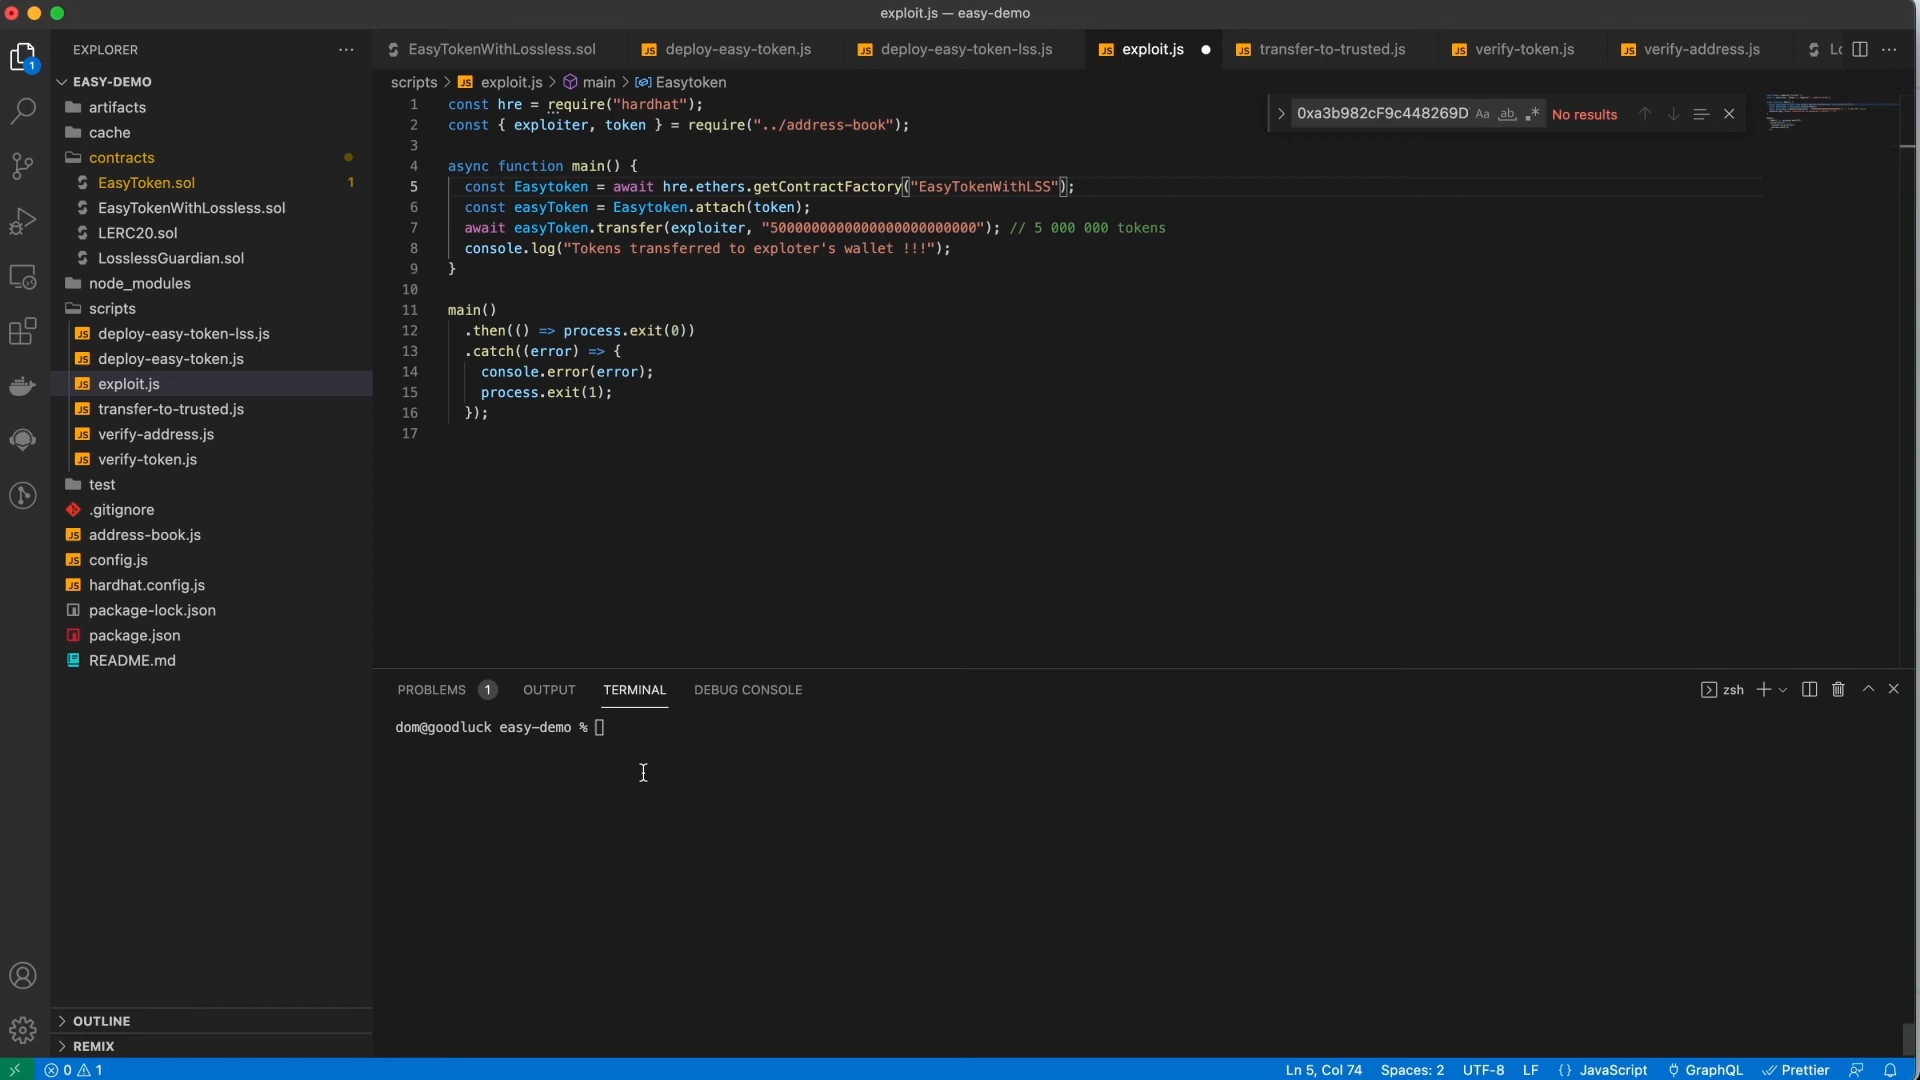 exploit.js — easy-demo
EXPLORER
EASY-DEMO
artifacts
cache
contracts
EasyToken.sol 1
EasyTokenWithLossless.sol
LERC20.sol
LosslesGuardian.sol
node_modules
scripts
deploy-easy-token-lss.js
deploy-easy-token.js
exploit.js
transfer-to-trusted.js
verify-address.js
verify-token.js
test
.gitignore
address-book.js
config.js
hardhat.config.js
package-lock.json
package.json
README.md
OUTLINE
REMIX
EasyTokenWithLossless.sol deploy-easy-token.js deploy-easy-token-lss.js exploit.js transfer-to-trusted.js verify-token.js verify-address.js
scripts > exploit.js > main > Easytoken
0xa3b982cF9c448269D Aa ab .* No results
1 const hre = require("hardhat");
2 const { exploiter, token } = require("../address-book");
3
4 async function main() {
5 const Easytoken = await hre.ethers.getContractFactory("EasyTokenWithLSS");
6 const easyToken = Easytoken.attach(token);
7 await easyToken.transfer(exploiter, "5000000000000000000000000"); // 5 000 000 tokens
8 console.log("Tokens transferred to exploter's wallet !!!");
9 }
10
11 main()
12 .then(() => process.exit(0))
13 .catch((error) => {
14 console.error(error);
15 process.exit(1);
16 });
17
PROBLEMS 1 OUTPUT TERMINAL DEBUG CONSOLE
zsh
dom@goodluck easy-demo %
0 1 Ln 5, Col 74 Spaces: 2 UTF-8 LF {} JavaScript GraphQL Prettier